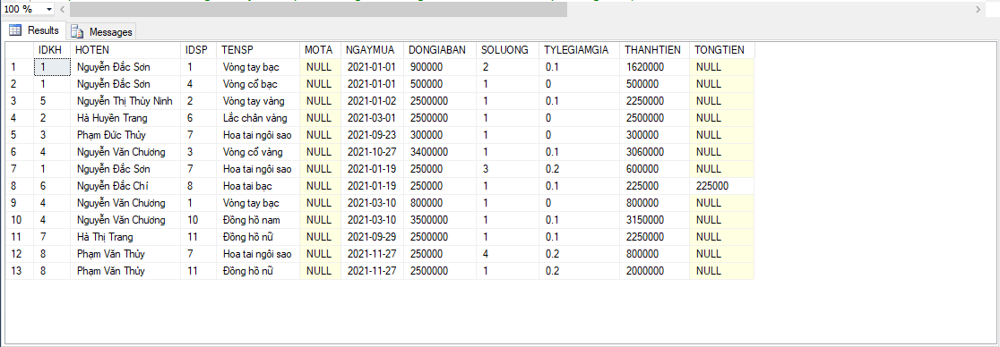 100 %
Results Messages
IDKH HOTEN IDSP TENSP MOTA NGAYMUA DONGIABAN SOLUONG TYLEGIAMGIA THANHTIEN TONGTIEN
1 1 Nguyễn Đắc Sơn 1 Vòng tay bạc NULL 2021-01-01 900000 2 0.1 1620000 NULL
2 1 Nguyễn Đắc Sơn 4 Vòng cổ bạc NULL 2021-01-01 500000 1 0 500000 NULL
3 5 Nguyễn Thị Thủy Ninh 2 Vòng tay vàng NULL 2021-01-02 2500000 1 0.1 2250000 NULL
4 2 Hà Huyền Trang 6 Lắc chân vàng NULL 2021-03-01 2500000 1 0 2500000 NULL
5 3 Phạm Đức Thủy 7 Hoa tai ngôi sao NULL 2021-09-23 300000 1 0 300000 NULL
6 4 Nguyễn Văn Chương 3 Vòng cổ vàng NULL 2021-10-27 3400000 1 0.1 3060000 NULL
7 1 Nguyễn Đắc Sơn 7 Hoa tai ngôi sao NULL 2021-01-19 250000 3 0.2 600000 NULL
8 6 Nguyễn Đắc Chí 8 Hoa tai bạc NULL 2021-01-19 250000 1 0.1 225000 225000
9 4 Nguyễn Văn Chương 1 Vòng tay bạc NULL 2021-03-10 800000 1 0 800000 NULL
10 4 Nguyễn Văn Chương 10 Đồng hồ nam NULL 2021-03-10 3500000 1 0.1 3150000 NULL
11 7 Hà Thị Trang 11 Đồng hồ nữ NULL 2021-09-29 2500000 1 0.1 2250000 NULL
12 8 Phạm Văn Thủy 7 Hoa tai ngôi sao NULL 2021-11-27 250000 4 0.2 800000 NULL
13 8 Phạm Văn Thủy 11 Đồng hồ nữ NULL 2021-11-27 2500000 1 0.2 2000000 NULL